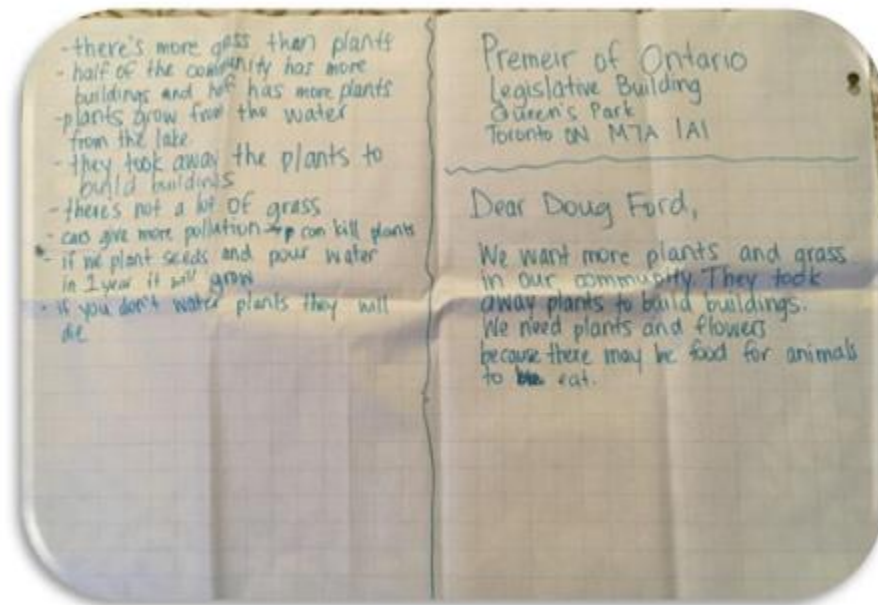 -there's more grass than plants
- half of the community has more
buildings and half has more plants
-plants grow from the water
from the lake
- they took away the plants to
build buildings
- there's not a lot of grass
- cars give more pollution → can kill plants
- if we plant seeds and pour water
in 1 year it will grow
- if you don't water plants they will
die
Premeir of Ontario
Legislative Building
Queen's Park
Toronto ON M7A 1A1
Dear Doug Ford,
We want more plants and grass
in our community. They took
away plants to build buildings.
We need plants and flowers
because there may be food for animals
to eat.